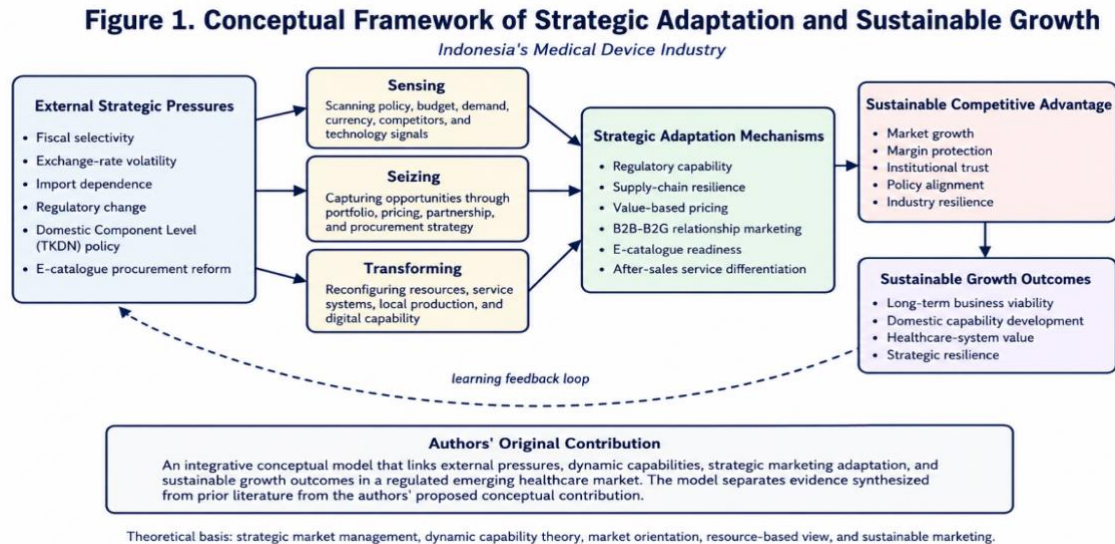 Figure 1. Conceptual Framework of Strategic Adaptation and Sustainable Growth
Indonesia's Medical Device Industry
External Strategic Pressures
• Fiscal selectivity
• Exchange-rate volatility
• Import dependence
• Regulatory change
• Domestic Component Level
(TKDN) policy
• E-catalogue procurement reform
Sensing
Scanning policy, budget, demand,
currency, competitors, and
technology signals
Seizing
Capturing opportunities through
portfolio, pricing, partnership,
and procurement strategy
Transforming
Reconfiguring resources, service
systems, local production, and
digital capability
Strategic Adaptation Mechanisms
• Regulatory capability
• Supply-chain resilience
• Value-based pricing
• B2B-B2G relationship marketing
• E-catalogue readiness
• After-sales service differentiation
Sustainable Competitive Advantage
• Market growth
• Margin protection
• Institutional trust
• Policy alignment
• Industry resilience
Sustainable Growth Outcomes
• Long-term business viability
• Domestic capability development
• Healthcare-system value
• Strategic resilience
learning feedback loop
Authors' Original Contribution
An integrative conceptual model that links external pressures, dynamic capabilities, strategic marketing adaptation, and
sustainable growth outcomes in a regulated emerging healthcare market. The model separates evidence synthesized
from prior literature from the authors' proposed conceptual contribution.
Theoretical basis: strategic market management, dynamic capability theory, market orientation, resource-based view, and sustainable marketing.